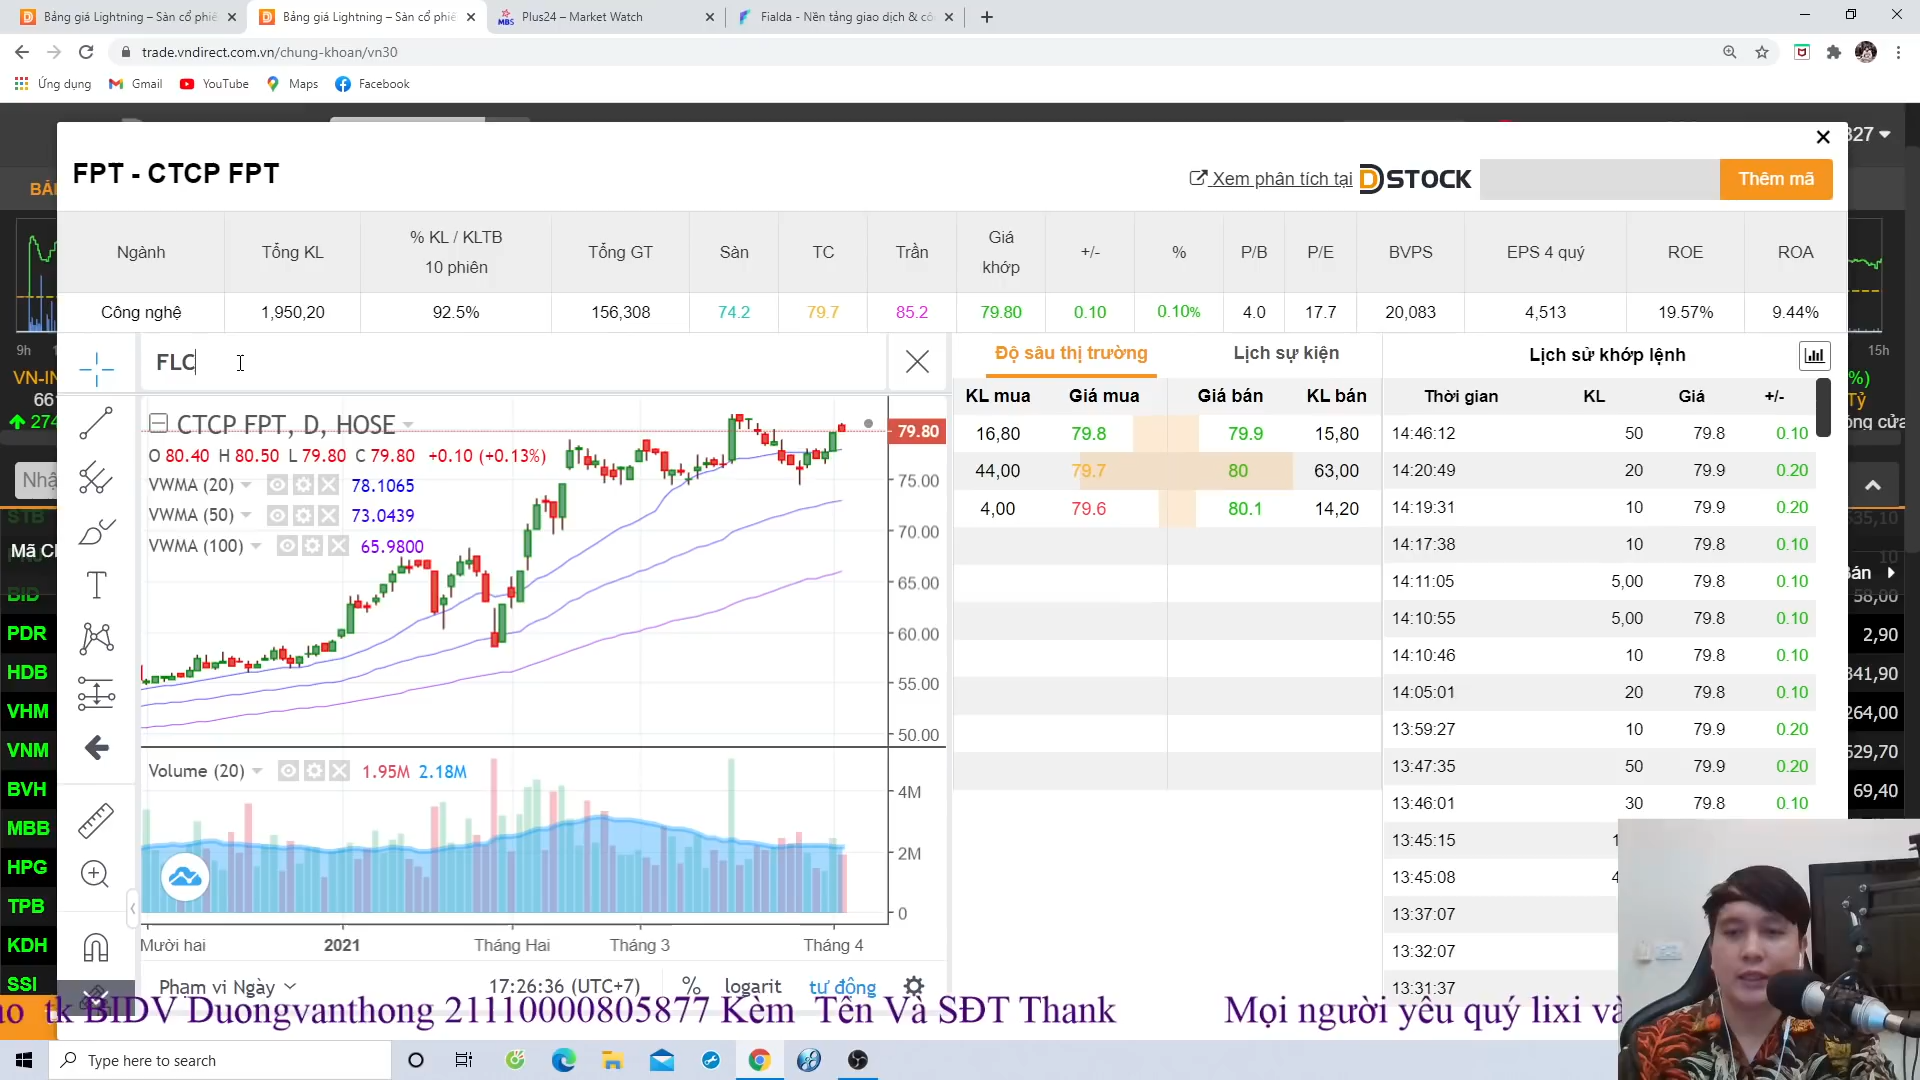 Bảng giá Lightning – Sàn cổ phiế
Bảng giá Lightning – Sàn cổ phiế
MBS Plus24 – Market Watch
Fialda - Nền tảng giao dịch & cô
trade.vndirect.com.vn/chung-khoan/vn30
Ứng dụng Gmail YouTube Maps Facebook
327
FPT - CTCP FPT
Xem phân tích tại DSTOCK Thêm mã
Ngành Tổng KL % KL / KLTB 10 phiên Tổng GT Sàn TC Trần Giá khớp +/- % P/B P/E BVPS EPS 4 quý ROE ROA
Công nghệ 1,950,20 92.5% 156,308 74.2 79.7 85.2 79.80 0.10 0.10% 4.0 17.7 20,083 4,513 19.57% 9.44%
FLC
CTCP FPT, D, HOSE
O 80.40 H 80.50 L 79.80 C 79.80 +0.10 (+0.13%)
VWMA (20) 78.1065
VWMA (50) 73.0439
VWMA (100) 65.9800
79.80
75.00
70.00
65.00
60.00
55.00
50.00
Volume (20) 1.95M 2.18M
4M
2M
0
Mười hai 2021 Tháng Hai Tháng 3 Tháng 4
Phạm vi Ngày 17:26:36 (UTC+7) % logarit tự động
Độ sâu thị trường Lịch sự kiện
KL mua Giá mua Giá bán KL bán
16,80 79.8 79.9 15,80
44,00 79.7 80 63,00
4,00 79.6 80.1 14,20
Lịch sử khớp lệnh
Thời gian KL Giá +/-
14:46:12 50 79.8 0.10
14:20:49 20 79.9 0.20
14:19:31 10 79.9 0.20
14:17:38 10 79.8 0.10
14:11:05 5,00 79.8 0.10
14:10:55 5,00 79.8 0.10
14:10:46 10 79.8 0.10
14:05:01 20 79.8 0.10
13:59:27 10 79.9 0.20
13:47:35 50 79.9 0.20
13:46:01 30 79.8 0.10
13:45:15
13:45:08
13:37:07
13:32:07
13:31:37
9h
VN-IN
66
274
Nhậ
STB
Mã C
BID
PDR
HDB
VHM
VNM
BVH
MBB
HPG
TPB
KDH
SSI
15h
%)
Tỷ
535,10
10
58,00
2,90
341,90
264,00
529,70
69,40
tk BIDV Duongvanthong 21110000805877 Kèm Tên Và SĐT Thank Mọi người yêu quý lixi và
Type here to search